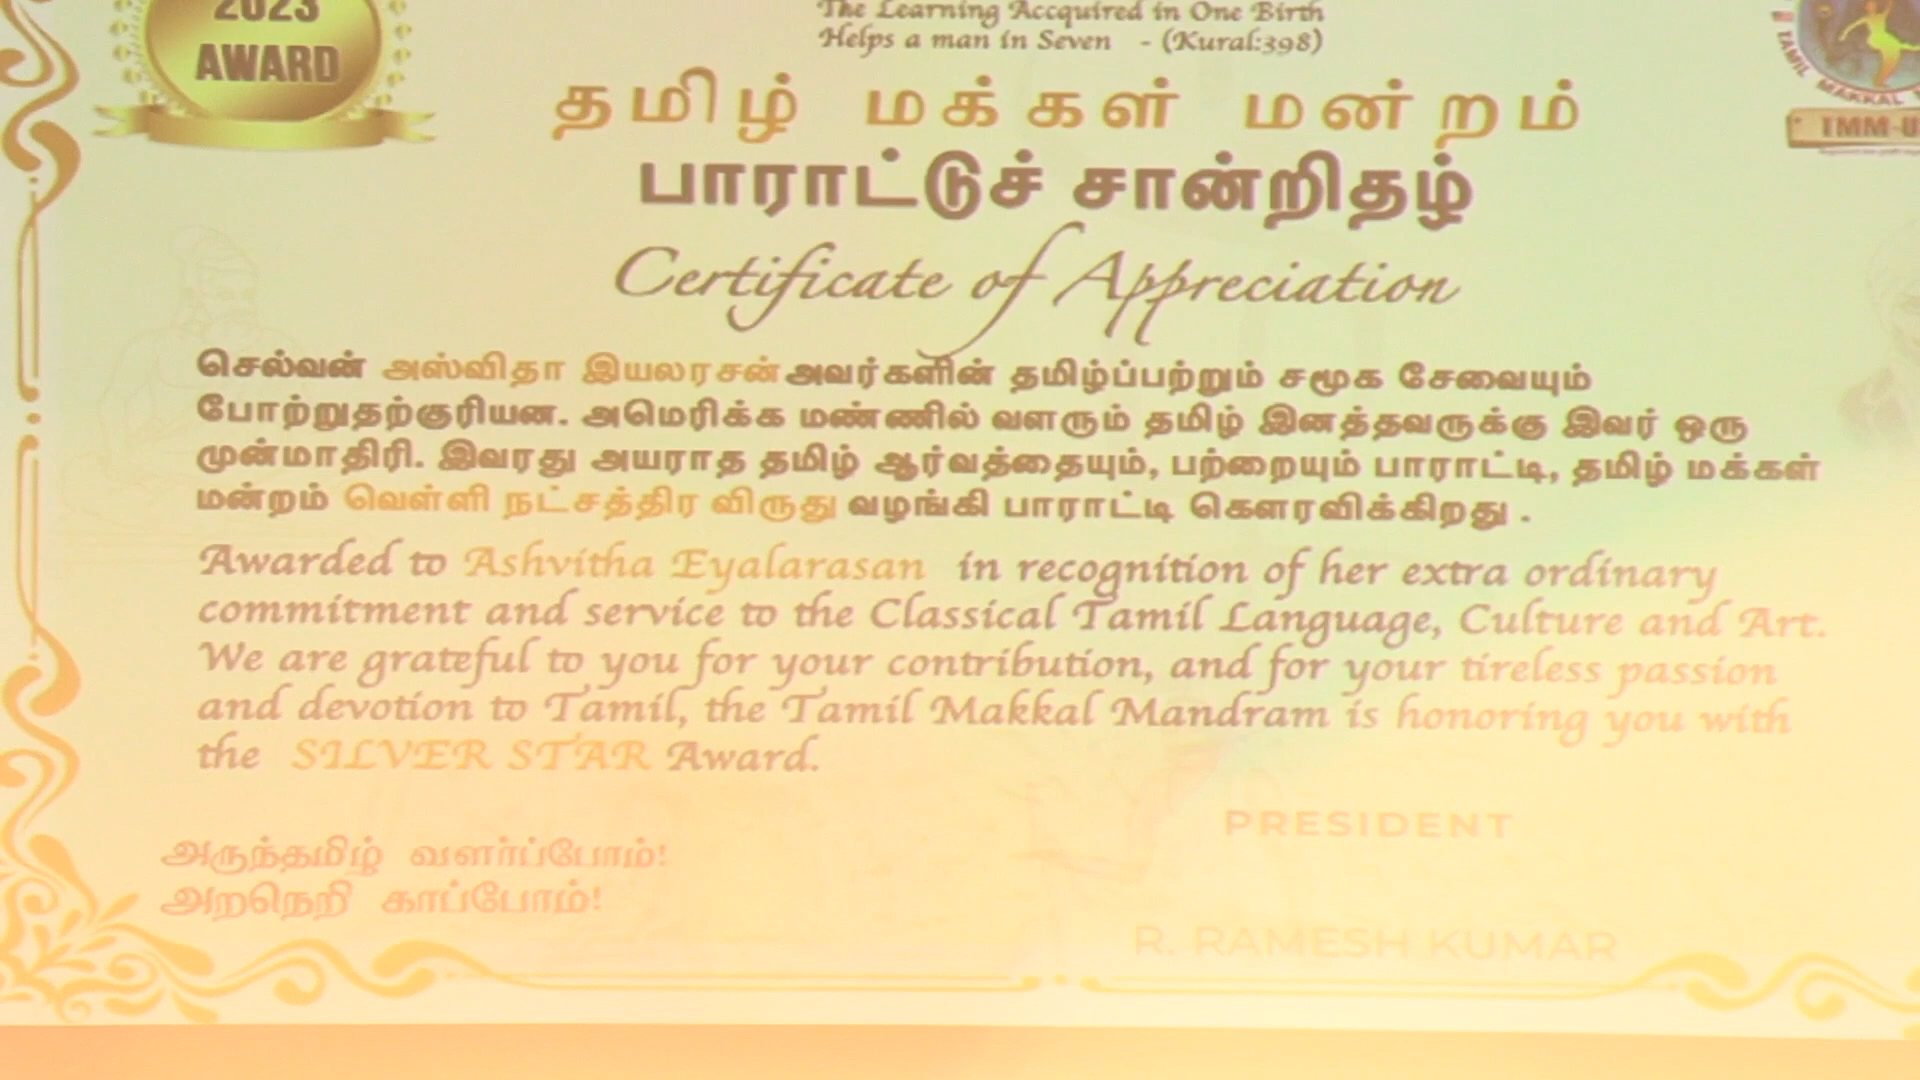 2023
AWARD
The Learning Accquired in One Birth
Helps a man in Seven - (Kural:398)
TAMIL MAKKAL
TMM-U
தமிழ் மக்கள் மன்றம்
பாராட்டுச் சான்றிதழ்
Certificate of Appreciation
செல்வன் அஸ்விதா இயலரசன் அவர்களின் தமிழ்ப்பற்றும் சமூக சேவையும்
போற்றுதற்குரியன. அமெரிக்க மண்ணில் வளரும் தமிழ் இனத்தவருக்கு இவர் ஒரு
முன்மாதிரி. இவரது அயராத தமிழ் ஆர்வத்தையும், பற்றையும் பாராட்டி, தமிழ் மக்கள்
மன்றம் வெள்ளி நட்சத்திர விருது வழங்கி பாராட்டி கௌரவிக்கிறது .
Awarded to Ashvitha Eyalarasan in recognition of her extra ordinary
commitment and service to the Classical Tamil Language, Culture and Art.
We are grateful to you for your contribution, and for your tireless passion
and devotion to Tamil, the Tamil Makkal Mandram is honoring you with
the SILVER STAR Award.
PRESIDENT
அருந்தமிழ் வளர்ப்போம்!
அறநெறி காப்போம்!
R. RAMESH KUMAR